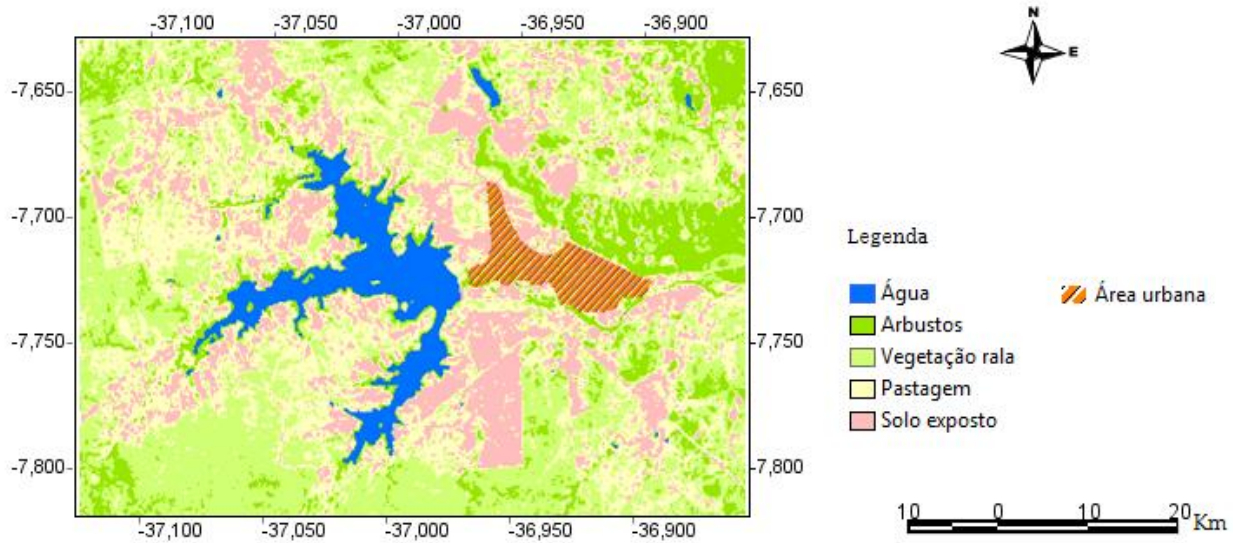 -37,100 -37,050 -37,000 -36,950 -36,900
N
E
-7,650 -7,650
-7,700 -7,700
-7,750 -7,750
-7,800 -7,800
-37,100 -37,050 -37,000 -36,950 -36,900
Legenda
Água
Arbustos
Vegetação rala
Pastagem
Solo exposto
Área urbana
10 0 10 20 Km